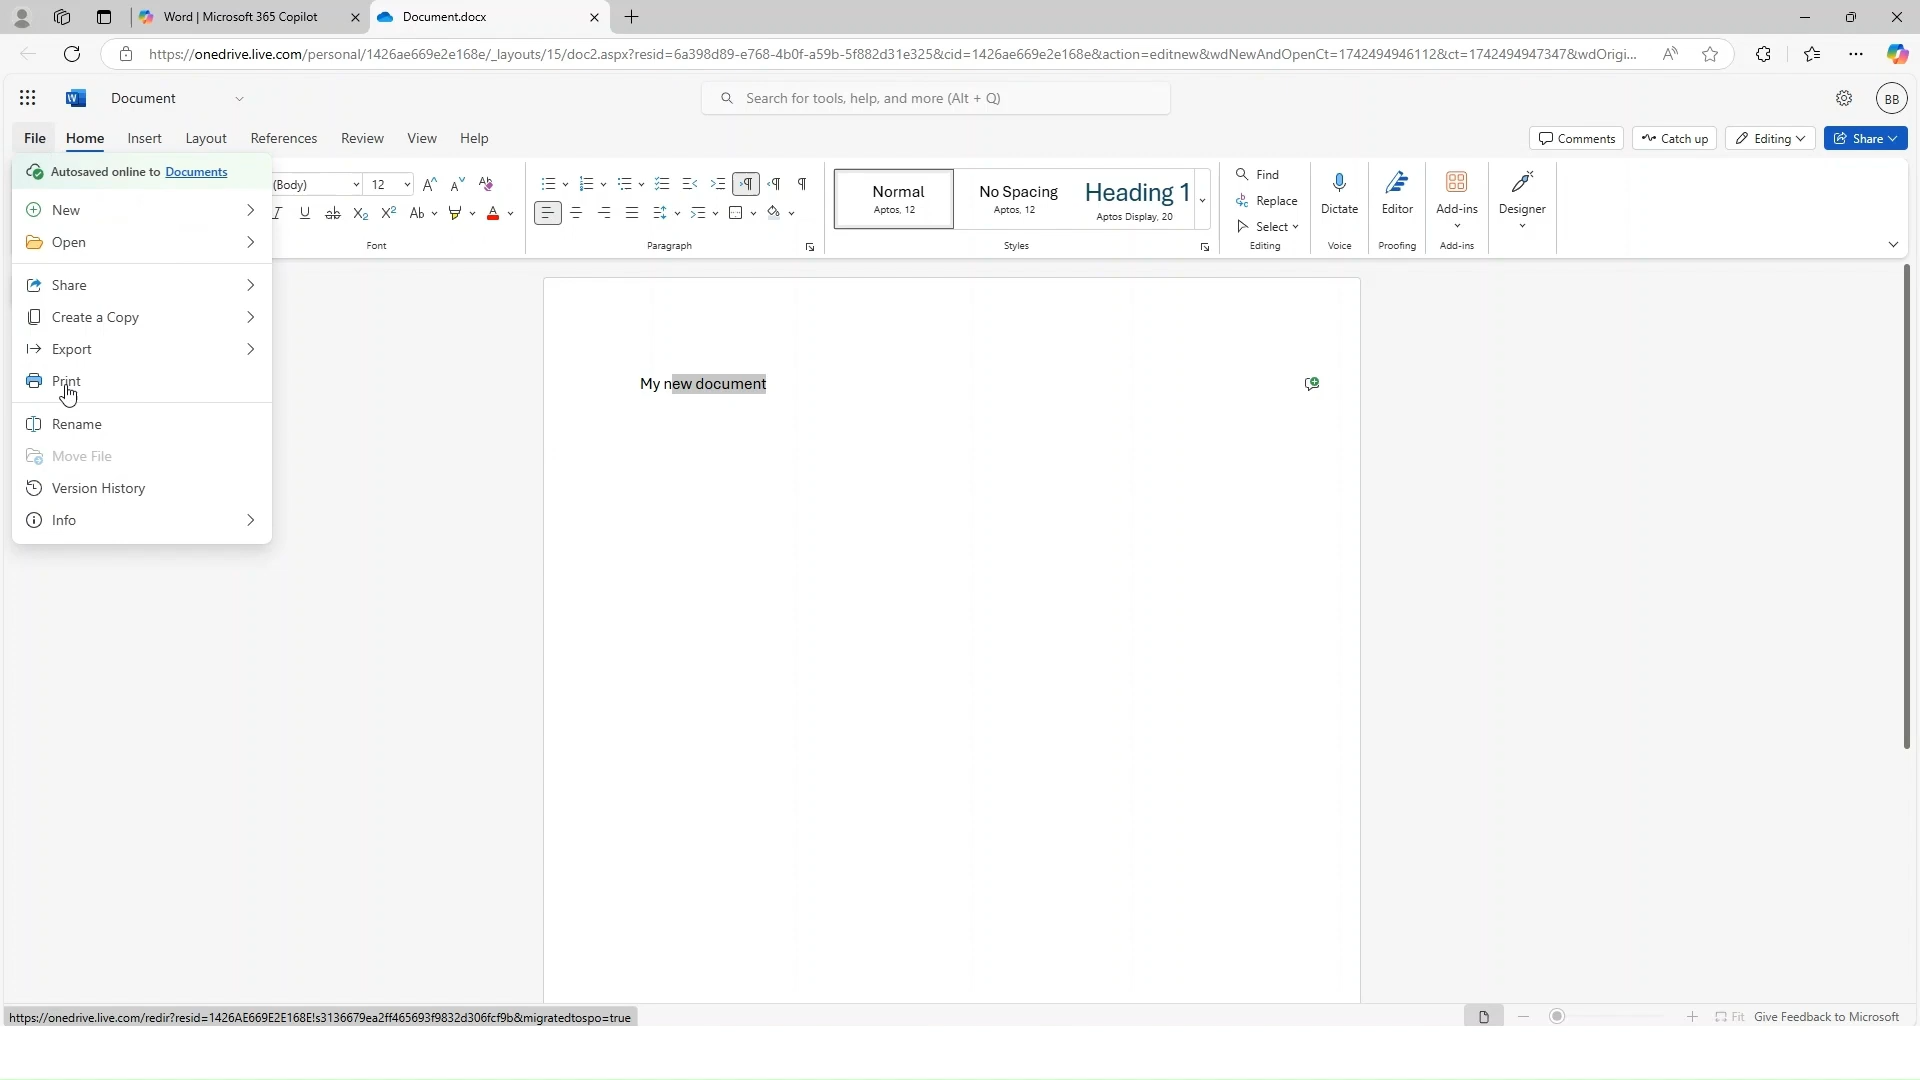 Word | Microsoft 365 Copilot
Document.docx
https://onedrive.live.com/personal/1426ae669e2e168e/_layouts/15/doc2.aspx?resid=6a398d89-e768-4b0f-a59b-5f882d31e325&cid=1426ae669e2e168e&action=editnew&wdNewAndOpenCt=1742494946112&ct=1742494947347&wdOrigi...
Document
Search for tools, help, and more (Alt + Q)
BB
File Home Insert Layout References Review View Help
Comments Catch up Editing Share
Autosaved online to Documents
New
Open
Share
Create a Copy
Export
Print
Rename
Move File
Version History
Info
(Body) 12
Font
Paragraph
Normal
Aptos, 12
No Spacing
Aptos, 12
Heading 1
Aptos Display, 20
Styles
Find
Replace
Select
Editing
Dictate
Voice
Editor
Proofing
Add-ins
Add-ins
Designer
My new document
https://onedrive.live.com/redir?resid=1426AE669E2E168E!s3136679ea2ff465693f9832d306fcf9b&migratedtospo=true
Fit Give Feedback to Microsoft